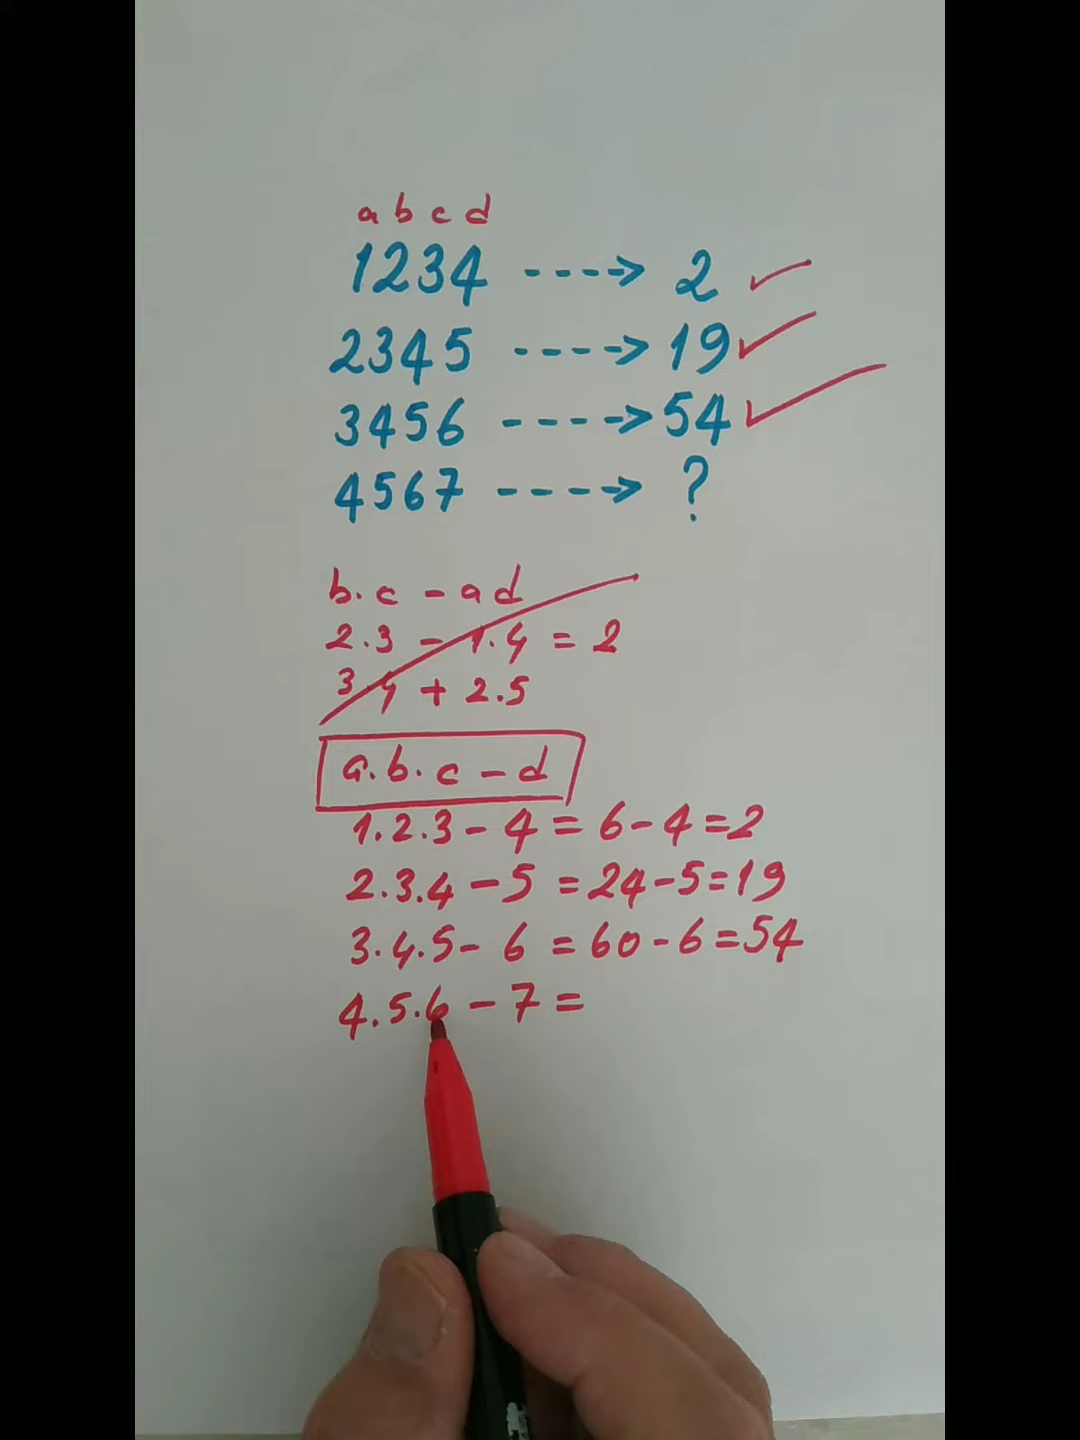 a b c d
1234 ----> 2 ✓
2345 ----> 19 ✓
3456 ----> 54 ✓
4567 ----> ?
b.c - ad
2.3 - 1.4 = 2
3 4 + 2.5
a.b.c - d
1.2.3 - 4 = 6 - 4 = 2
2.3.4 - 5 = 24 - 5 = 19
3.4.5 - 6 = 60 - 6 = 54
4.5.6 - 7 =